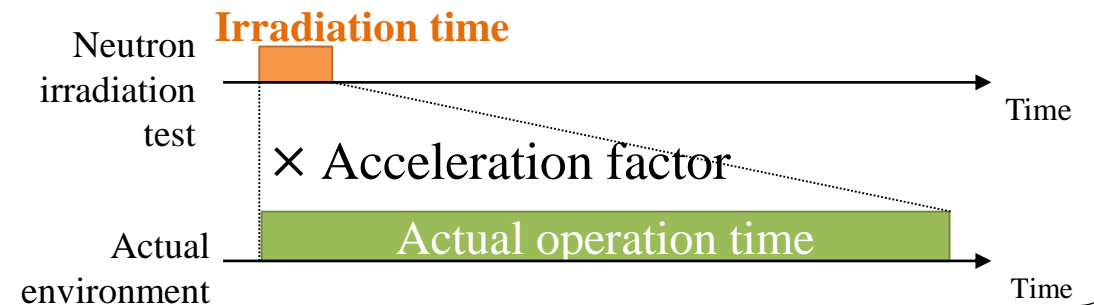 Irradiation time
Neutron
irradiation
test
Time
× Acceleration factor
Actual operation time
Actual
environment
Time